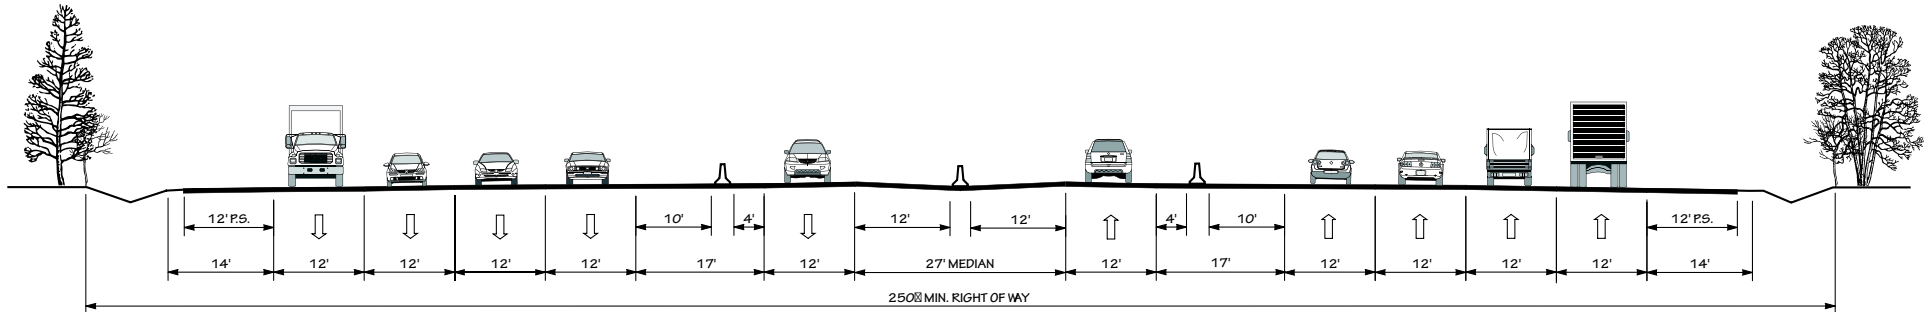 12' P.S. 10' 4' 12' 12' 4' 10' 12' P.S.
14' 12' 12' 12' 12' 17' 12' 27' MEDIAN 12' 17' 12' 12' 12' 12' 14'
250 MIN. RIGHT OF WAY